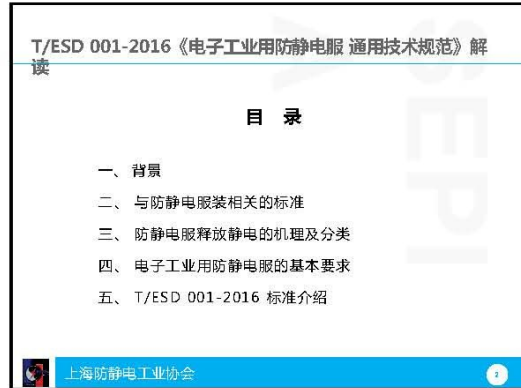 T/ESD 001-2016《电子工业用防静电服 通用技术规范》解
读
目 录
一、 背景
二、 与防静电服装相关的标准
三、 防静电服释放静电的机理及分类
四、 电子工业用防静电服的基本要求
五、 T/ESD 001-2016 标准介绍
上海防静电工业协会
SEPI
A